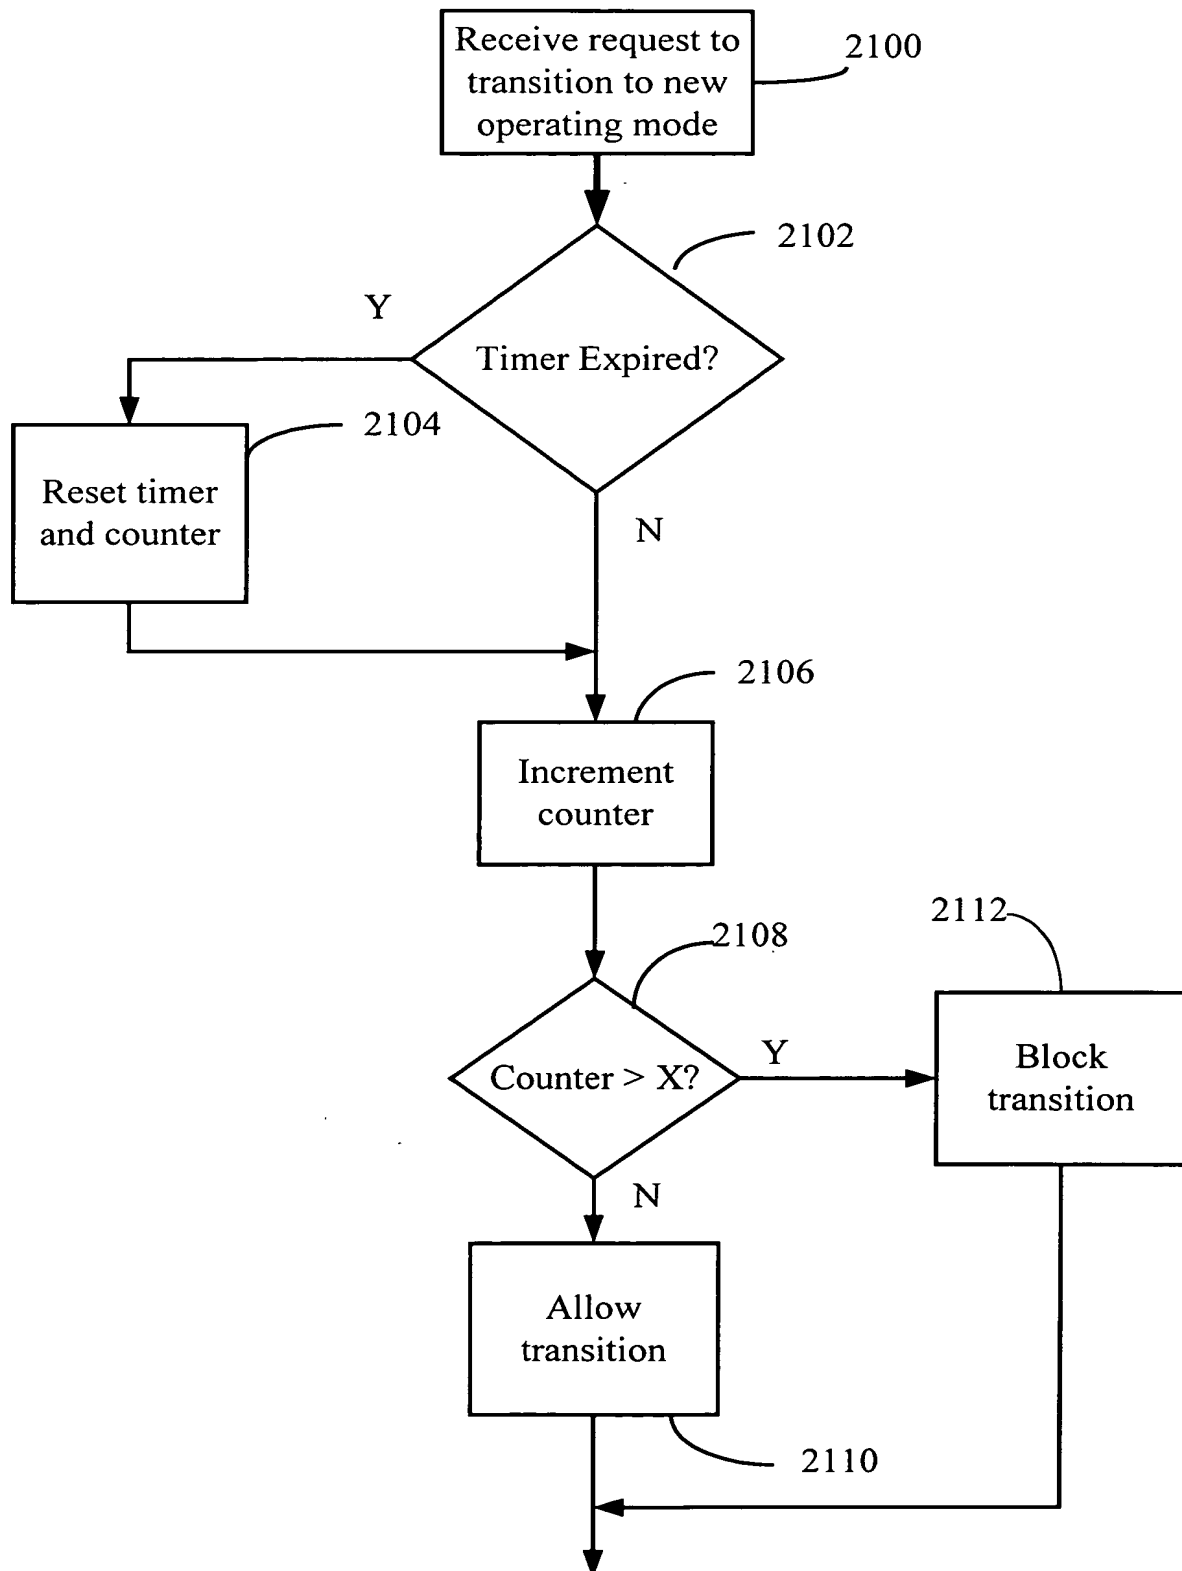 Receive request to
transition to new
operating mode
2100
2102
Y
Timer Expired?
2104
Reset timer
and counter
N
2106
Increment
counter
2112
2108
Y
Counter > X?
Block
transition
N
Allow
transition
2110